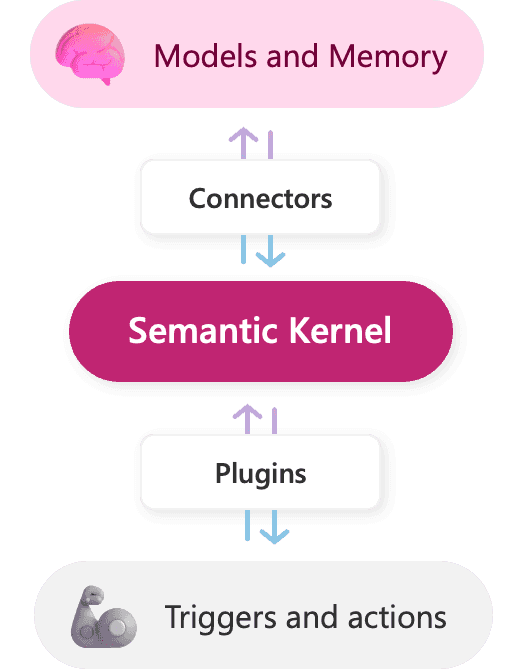 Models and Memory
Connectors
Semantic Kernel
Plugins
Triggers and actions